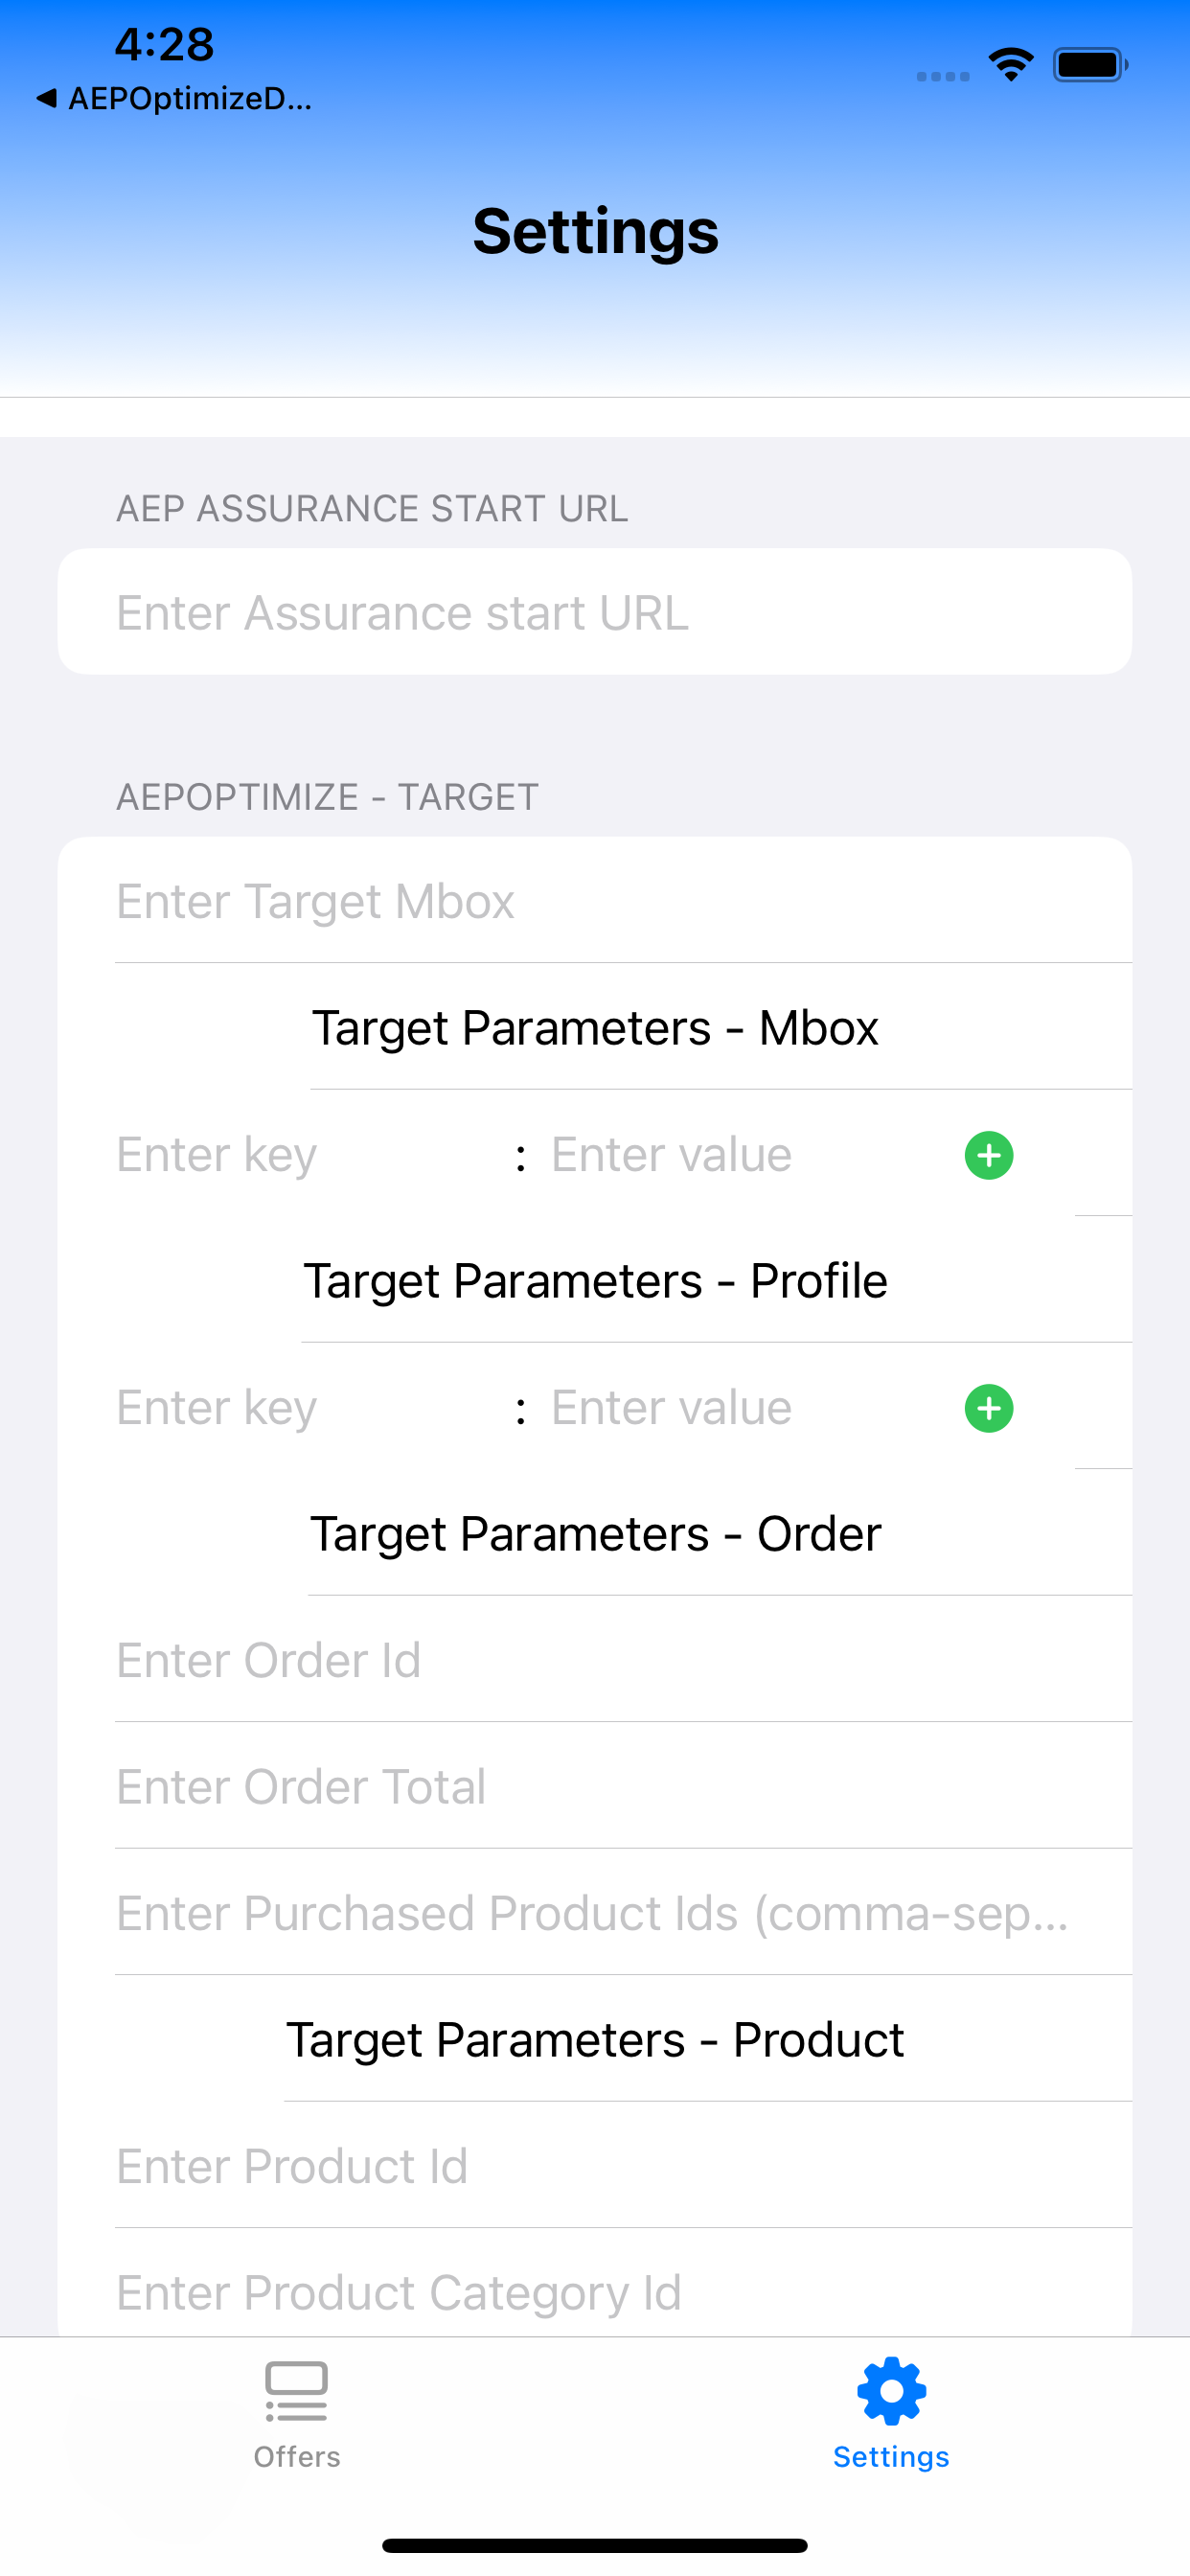 4:28
◀ AEPOptimizeD...
Settings
AEP ASSURANCE START URL
Enter Assurance start URL
AEPOPTIMIZE - TARGET
Enter Target Mbox
Target Parameters - Mbox
Enter key : Enter value
Target Parameters - Profile
Enter key : Enter value
Target Parameters - Order
Enter Order Id
Enter Order Total
Enter Purchased Product Ids (comma-sep...
Target Parameters - Product
Enter Product Id
Enter Product Category Id
Offers
Settings